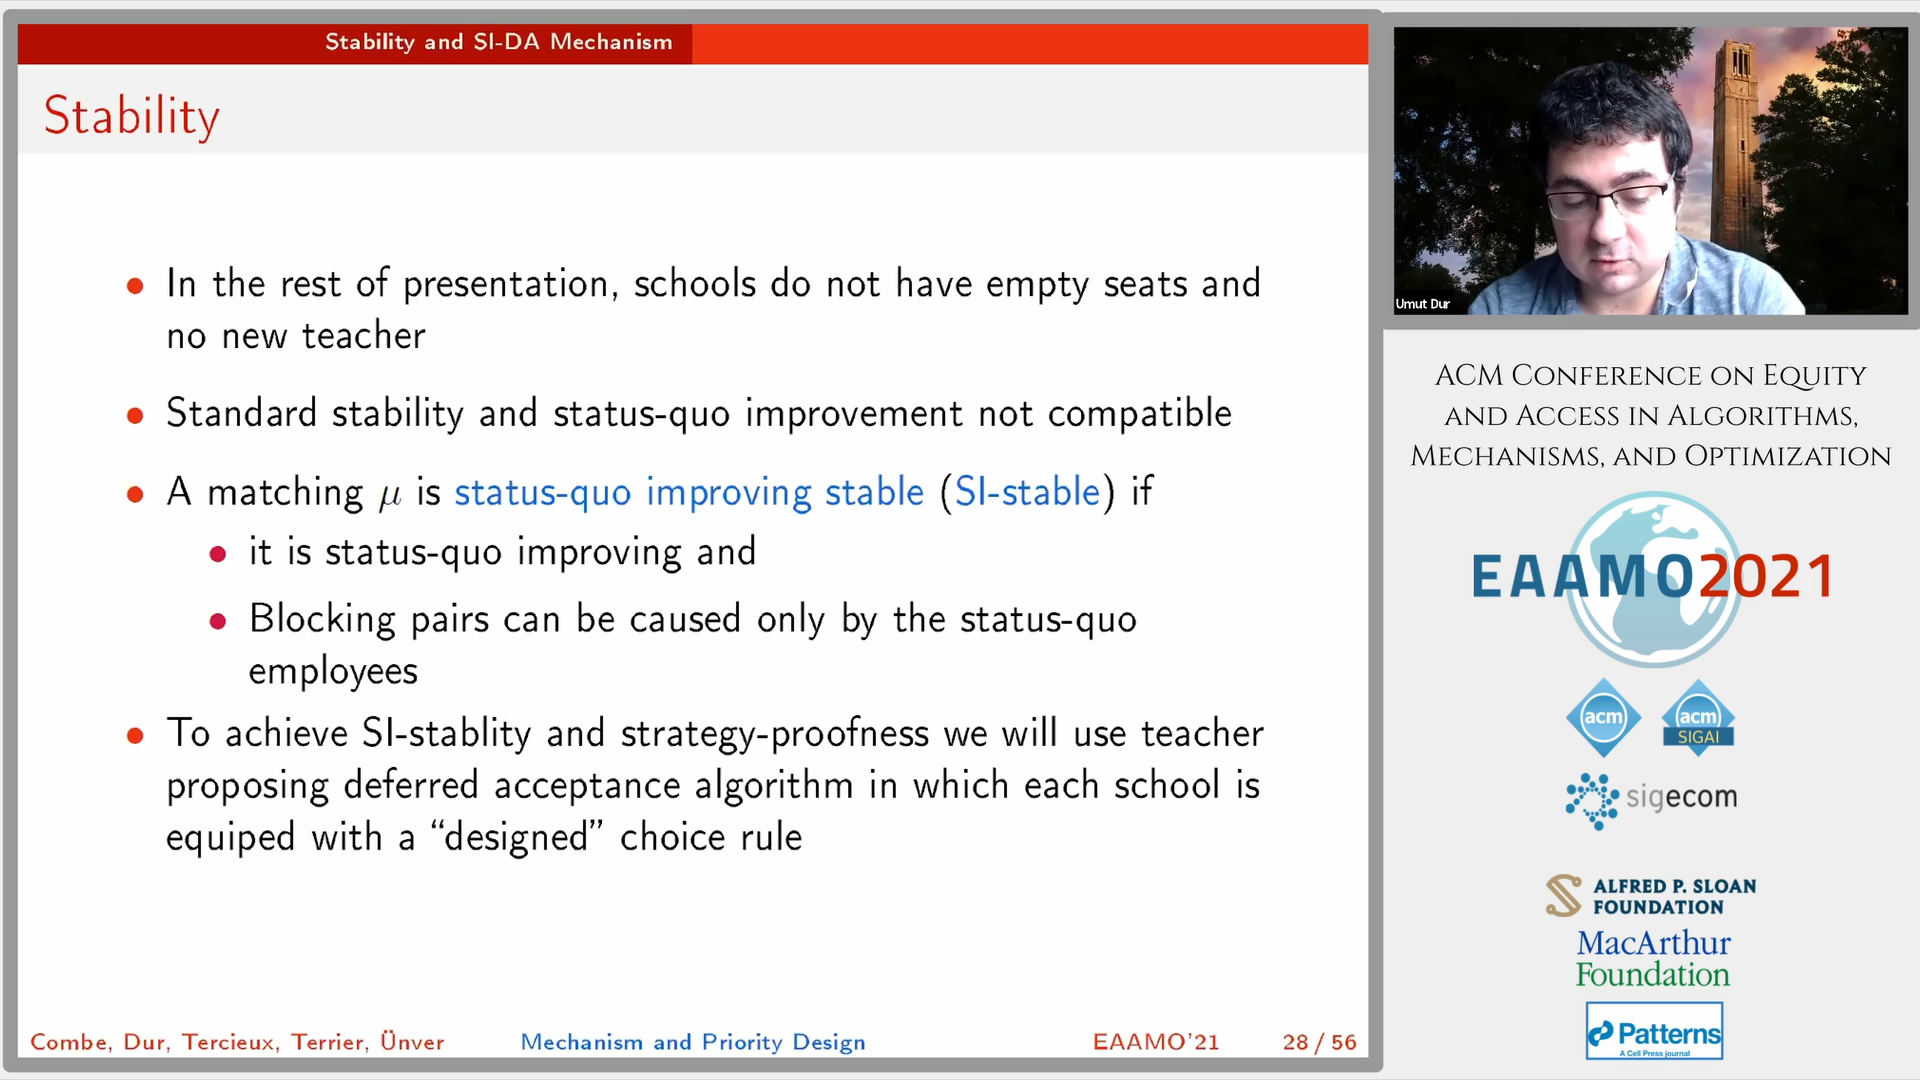 Stability and SI-DA Mechanism
Stability
In the rest of presentation, schools do not have empty seats and
no new teacher
Standard stability and status-quo improvement not compatible
A matching μ is status-quo improving stable (SI-stable) if
it is status-quo improving and
Blocking pairs can be caused only by the status-quo
employees
To achieve SI-stablity and strategy-proofness we will use teacher
proposing deferred acceptance algorithm in which each school is
equiped with a “designed” choice rule
Combe, Dur, Tercieux, Terrier, Ünver
Mechanism and Priority Design
EAAMO'21
28 / 56
Umut Dur
ACM Conference on Equity
and Access in Algorithms,
Mechanisms, and Optimization
EAAMO2021
acm
acm
SIGAI
sigecom
ALFRED P. SLOAN
FOUNDATION
MacArthur
Foundation
Patterns
A Cell Press journal